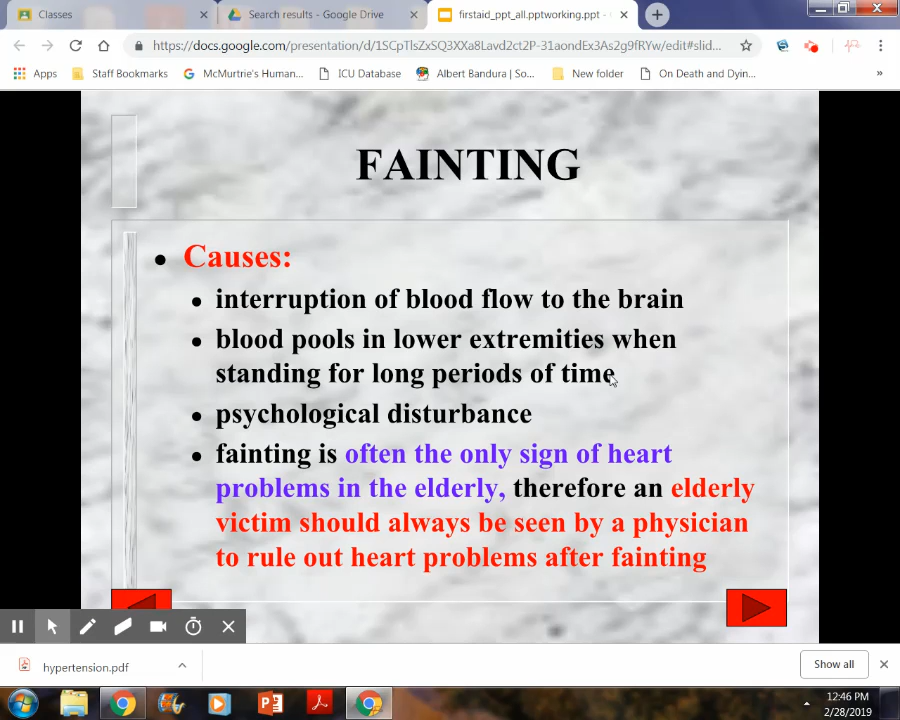 Classes
Search results - Google Drive
firstaid_ppt_all.pptworking.ppt -
https://docs.google.com/presentation/d/1SCpTlsZxSQ3XXa8Lavd2ct2P-31aondEx3As2g9fRYw/edit#slid...
Apps
Staff Bookmarks
McMurtrie's Human...
ICU Database
Albert Bandura | So...
New folder
On Death and Dyin...
»
FAINTING
• Causes:
• interruption of blood flow to the brain
• blood pools in lower extremities when
standing for long periods of time
• psychological disturbance
• fainting is often the only sign of heart
problems in the elderly, therefore an elderly
victim should always be seen by a physician
to rule out heart problems after fainting
hypertension.pdf
Show all
12:46 PM
2/28/2019